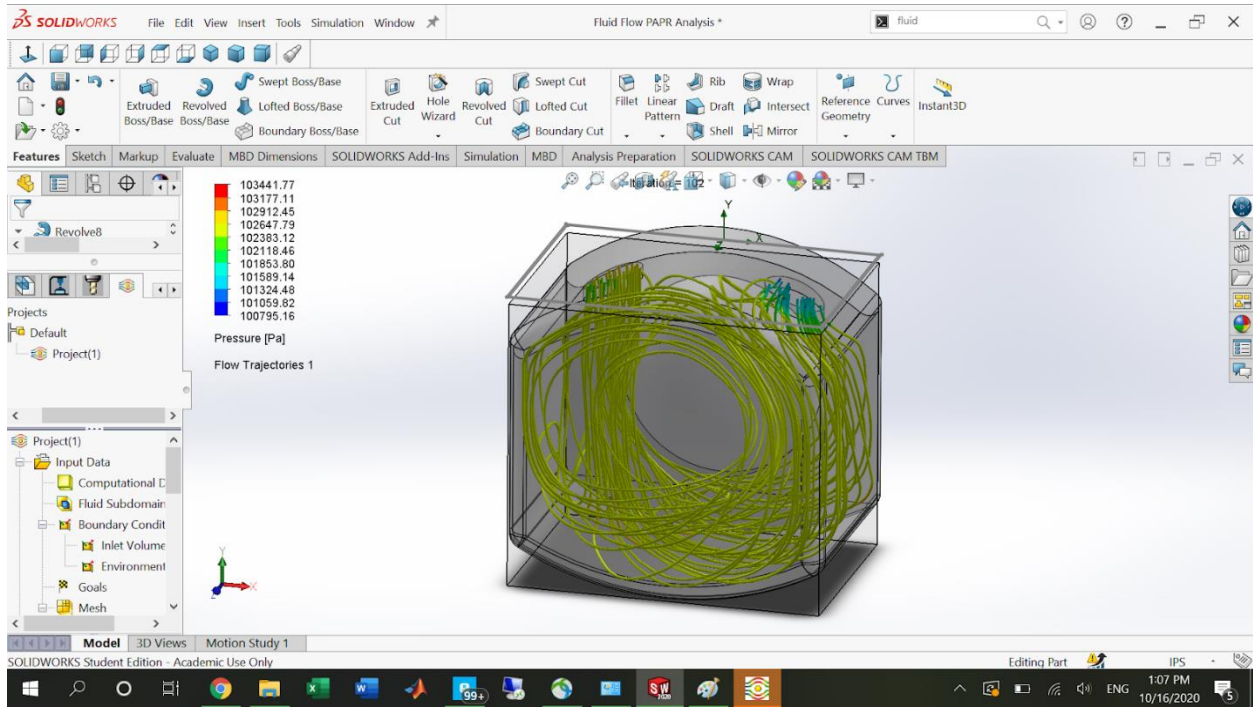 SOLIDWORKS File Edit View Insert Tools Simulation Window Fluid Flow PAPR Analysis * fluid
Swept Boss/Base Swept Cut Rib Wrap
Extruded Boss/Base Revolved Boss/Base Lofted Boss/Base Extruded Cut Hole Wizard Revolved Cut Lofted Cut Fillet Linear Pattern Draft Intersect Reference Geometry Curves Instant3D
Boundary Boss/Base Boundary Cut Shell Mirror
Features Sketch Markup Evaluate MBD Dimensions SOLIDWORKS Add-Ins Simulation MBD Analysis Preparation SOLIDWORKS CAM SOLIDWORKS CAM TBM
103441.77
Iteration = 102
103177.11
102912.45
102647.79
102383.12
102118.46
101853.80
101589.14
101324.48
101059.82
100795.16
Pressure [Pa]
Flow Trajectories 1
Revolve8
Projects
Default
Project(1)
Project(1)
Input Data
Computational D
Fluid Subdomain
Boundary Condit
Inlet Volume
Environment
Goals
Mesh
Y
X
Z
Y
X
Z
Model 3D Views Motion Study 1
SOLIDWORKS Student Edition - Academic Use Only Editing Part IPS
99+ SW 2020 ENG 1:07 PM
10/16/2020 5